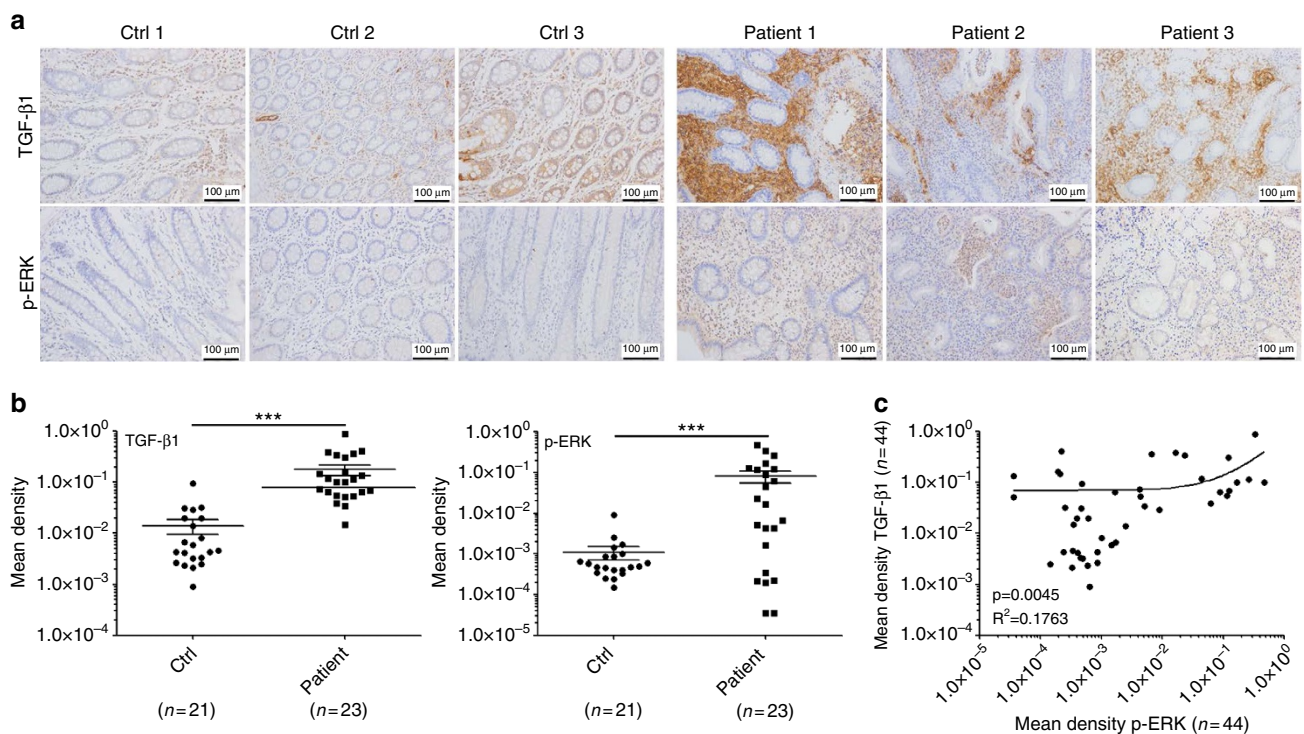 a
Ctrl 1 Ctrl 2 Ctrl 3 Patient 1 Patient 2 Patient 3
TGF-β1
100 μm 100 μm 100 μm 100 μm 100 μm 100 μm
p-ERK
100 μm 100 μm 100 μm 100 μm 100 μm 100 μm
b
TGF-β1
***
Mean density
1.0×10⁰
1.0×10⁻¹
1.0×10⁻²
1.0×10⁻³
1.0×10⁻⁴
Ctrl Patient
(n=21) (n=23)
p-ERK
***
Mean density
1.0×10⁰
1.0×10⁻¹
1.0×10⁻²
1.0×10⁻³
1.0×10⁻⁴
1.0×10⁻⁵
Ctrl Patient
(n=21) (n=23)
c
Mean density TGF-β1 (n=44)
1.0×10⁰
1.0×10⁻¹
1.0×10⁻²
1.0×10⁻³
1.0×10⁻⁴
p=0.0045
R²=0.1763
1.0×10⁻⁵ 1.0×10⁻⁴ 1.0×10⁻³ 1.0×10⁻² 1.0×10⁻¹ 1.0×10⁰
Mean density p-ERK (n=44)